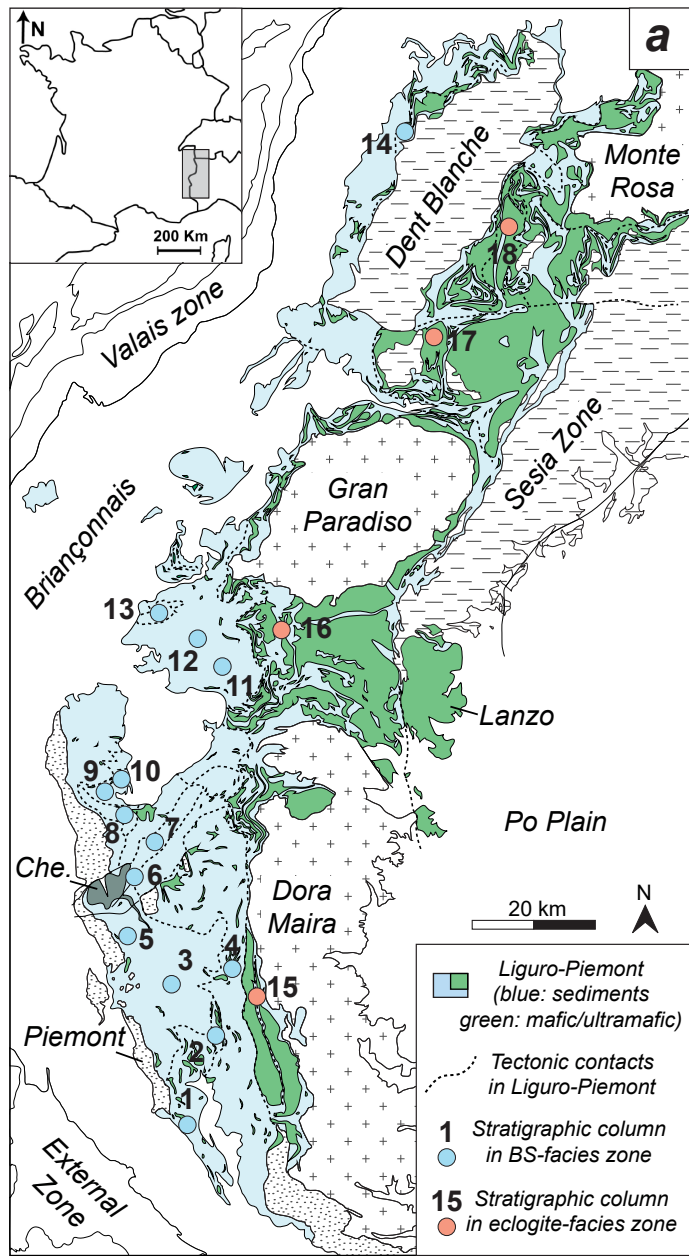 a
N
200 Km
14
Dent Blanche
Monte
Rosa
18
Valais zone
17
Sesia Zone
Gran
Paradiso
Briançonnais
13
16
12
11
Lanzo
9
10
8
7
Po Plain
Che.
6
Dora
Maira
20 km
N
5
3
4
15
Piemont
2
1
External
Zone
Liguro-Piemont
(blue: sediments
green: mafic/ultramafic)
Tectonic contacts
in Liguro-Piemont
1 Stratigraphic column
in BS-facies zone
15 Stratigraphic column
in eclogite-facies zone